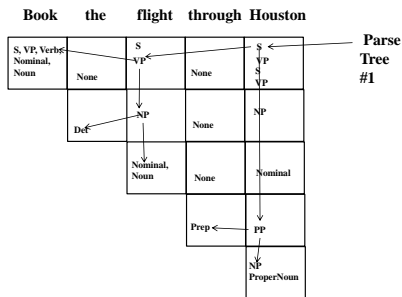 Book the flight through Houston
S, VP, Verb,
Nominal,
Noun
None
S
VP
None
S
VP
S
VP
Parse
Tree
#1
Det
NP
None
NP
Nominal,
Noun
None
Nominal
Prep
PP
NP
ProperNoun